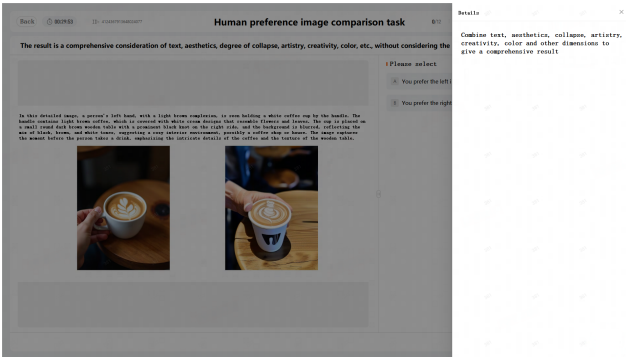 Back
00:29:03
Human preference image comparison task
0/72
The result is a comprehensive consideration of text, aesthetics, degree of collapse, artistry, creativity, color, etc., without considering the
Please select
You prefer the left i
You prefer the right
In this detailed image, a person's left hand, with a light brown complexion, is seen holding a white coffee cup by the handle. The
handle contains light brown coffee, which is covered with white cream designs that resemble flowers and leaves. The cup is placed on
a small round dark brown wooden table with a prominent black knot on the right side, and the background is blurred, reflecting the
mix of black, brown, and white tones, suggesting a cozy interior environment, possibly a coffee shop or house. The image captures
the moment before the person takes a drink, emphasizing the intricate details of the coffee and the texture of the wooden table.
Details
Combine text, aesthetics, collapse, artistry,
creativity, color and other dimensions to
give a comprehensive result